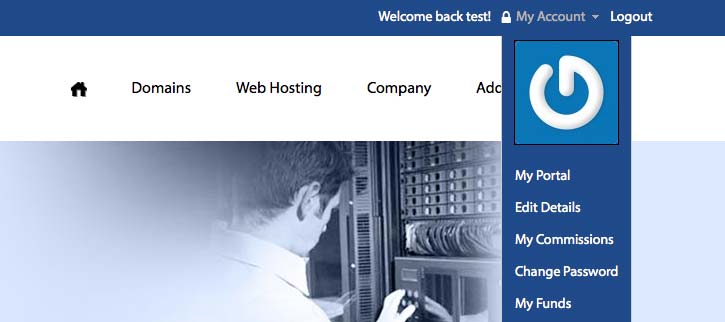 Welcome back test! My Account Logout
Domains Web Hosting Company Add
My Portal
Edit Details
My Commissions
Change Password
My Funds